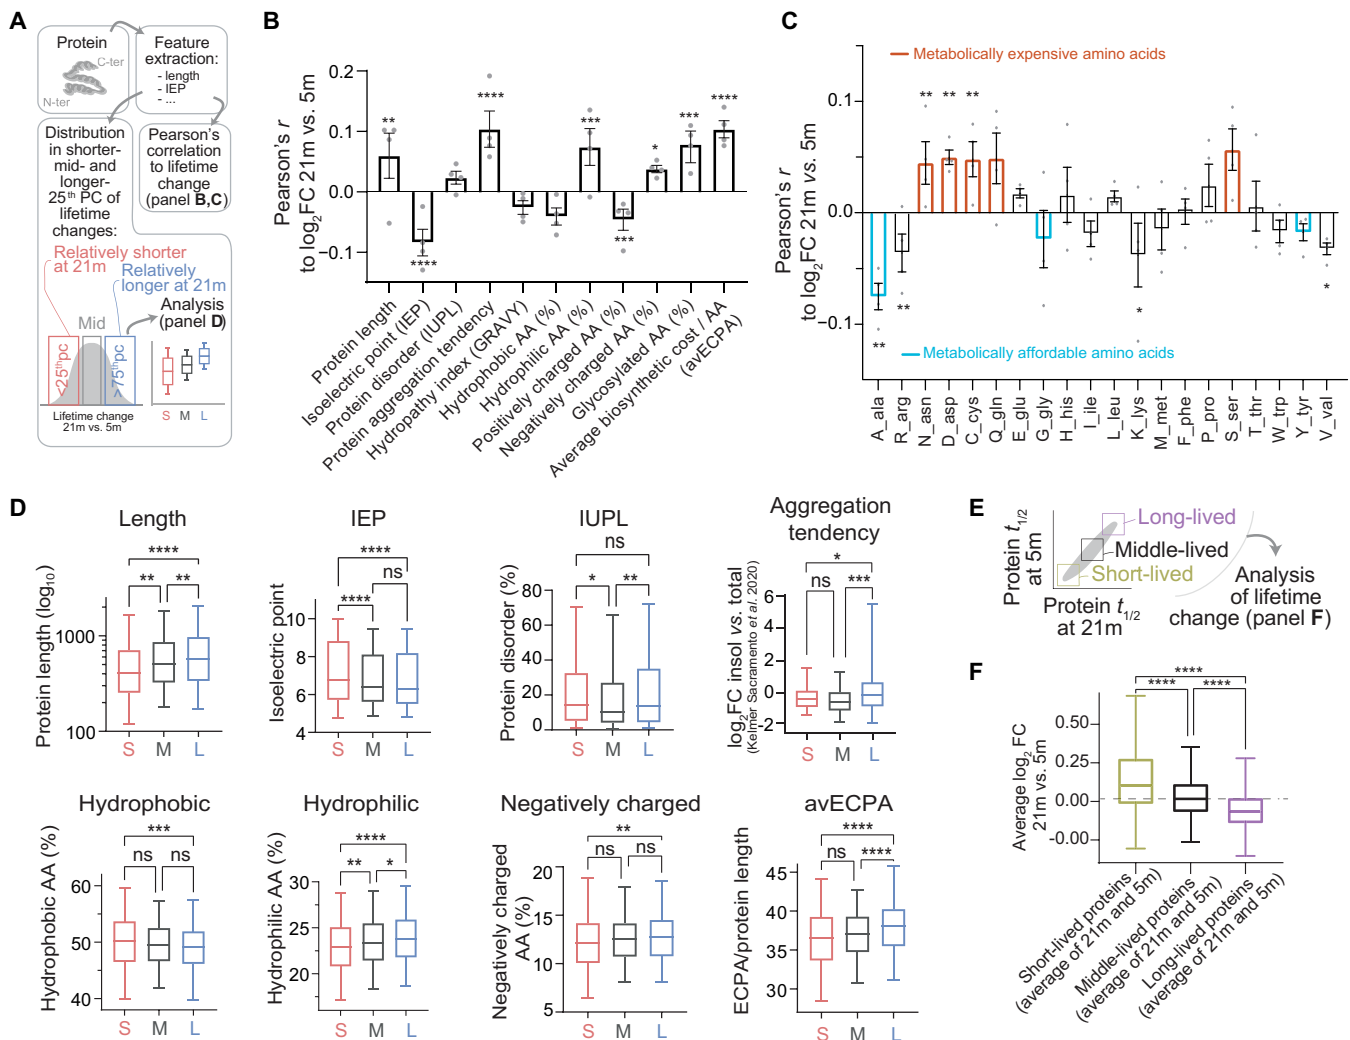 A
Protein
C-ter
N-ter
Feature
extraction:
- length
- IEP
- ...
Distribution
in shorter-
mid- and
longer-
25th PC of
lifetime
changes:
Pearson's
correlation to
lifetime
change
(panel B,C)
Relatively shorter
at 21m
Relatively
longer at 21m
Analysis
(panel D)
Mid
<25thpc
>75thpc
Lifetime change
21m vs. 5m
S M L
B
Pearson's r
to log2FC 21m vs. 5m
0.2
0.1
0.0
−0.1
**
****
****
***
***
*
***
****
Protein length
Isoelectric point (IEP)
Protein disorder (IUPL)
Protein aggregation tendency
Hydropathy index (GRAVY)
Hydrophobic AA (%)
Hydrophilic AA (%)
Positively charged AA (%)
Negative charged AA (%)
Glycosylated AA (%)
Average biosynthetic cost / AA
(avECPA)
C
Metabolically expensive amino acids
Pearson's r
to log2FC 21m vs. 5m
0.1
0.0
−0.1
** ** **
**
**
*
*
Metabolically affordable amino acids
A_ala
R_arg
N_asn
D_asp
C_cys
Q_gln
E_glu
G_gly
H_his
I_ile
L_leu
K_lys
M_met
F_phe
P_pro
S_ser
T_thr
W_trp
Y_tyr
V_val
D
Length
****
** **
Protein length (log10)
1000
100
S M L
IEP
****
ns
****
Isoelectric point
10
8
6
4
S M L
IUPL
ns
* **
Protein disorder (%)
80
60
40
20
0
S M L
Aggregation
tendency
*
ns ***
log2FC insol vs. total
(Kelmer Sacramento et al. 2020)
6
4
2
0
−2
S M L
Hydrophobic
***
ns ns
Hydrophobic AA (%)
60
50
40
S M L
Hydrophilic
****
** *
Hydrophilic AA (%)
30
25
20
S M L
Negatively charged
**
ns ns
Negatively charged
AA (%)
20
15
10
5
S M L
avECPA
****
ns ****
ECPA/protein length
45
40
35
30
S M L
E
Protein t1/2
at 5m
Long-lived
Middle-lived
Short-lived
Protein t1/2
at 21m
Analysis
of lifetime
change (panel F)
F
****
**** ****
Average log2 FC
21m vs. 5m
0.50
0.25
0.00
-0.00
Short-lived proteins
(average of 21m and 5m)
Middle-lived proteins
(average of 21m and 5m)
Long-lived proteins
(average of 21m and 5m)